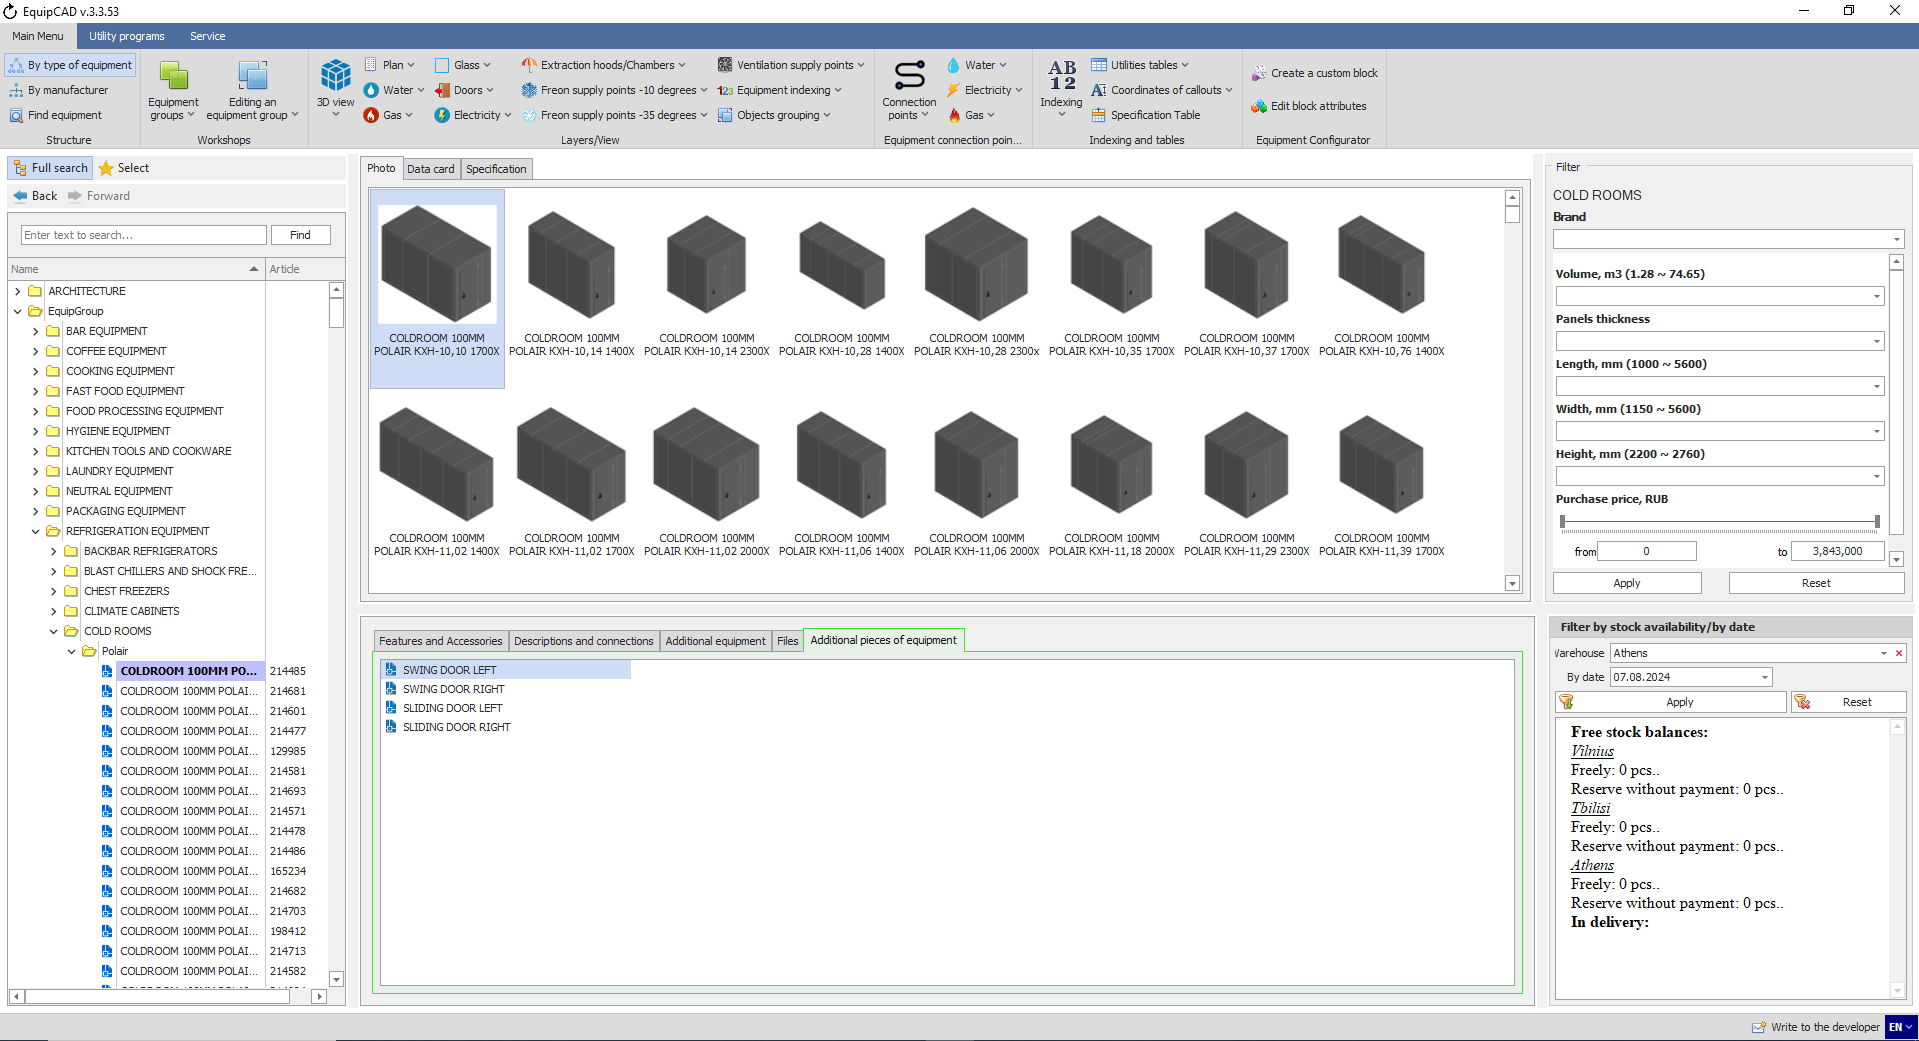 EquipCAD v.3.3.53
Main Menu Utility programs Service
By type of equipment
By manufacturer
Find equipment
Structure
Equipment groups
Editing an equipment group
Workshops
3D view
Plan Glass Extraction hoods/Chambers Ventilation supply points
Water Doors Freon supply points -10 degrees 123 Equipment indexing
Gas Electricity Freon supply points -35 degrees Objects grouping
Layers/View
Connection points
Water
Electricity
Gas
Equipment connection poin...
AB 12
Indexing
Utilities tables
Coordinates of callouts
Specification Table
Indexing and tables
Create a custom block
Edit block attributes
Equipment Configurator
Full search Select
Back Forward
Enter text to search... Find
Name Article
ARCHITECTURE
EquipGroup
BAR EQUIPMENT
COFFEE EQUIPMENT
COOKING EQUIPMENT
FAST FOOD EQUIPMENT
FOOD PROCESSING EQUIPMENT
HYGIENE EQUIPMENT
KITCHEN TOOLS AND COOKWARE
LAUNDRY EQUIPMENT
NEUTRAL EQUIPMENT
PACKAGING EQUIPMENT
REFRIGERATION EQUIPMENT
BACKBAR REFRIGERATORS
BLAST CHILLERS AND SHOCK FRE...
CHEST FREEZERS
CLIMATE CABINETS
COLD ROOMS
Polair
COLDROOM 100MM PO... 214485
COLDROOM 100MM POLAI... 214681
COLDROOM 100MM POLAI... 214601
COLDROOM 100MM POLAI... 214477
COLDROOM 100MM POLAI... 129985
COLDROOM 100MM POLAI... 214581
COLDROOM 100MM POLAI... 214693
COLDROOM 100MM POLAI... 214571
COLDROOM 100MM POLAI... 214478
COLDROOM 100MM POLAI... 214486
COLDROOM 100MM POLAI... 165234
COLDROOM 100MM POLAI... 214682
COLDROOM 100MM POLAI... 214703
COLDROOM 100MM POLAI... 198412
COLDROOM 100MM POLAI... 214713
COLDROOM 100MM POLAI... 214582
Photo Data card Specification
COLDROOM 100MM COLDROOM 100MM COLDROOM 100MM COLDROOM 100MM COLDROOM 100MM COLDROOM 100MM COLDROOM 100MM COLDROOM 100MM
POLAIR KXH-10,10 1700X POLAIR KXH-10,14 1400X POLAIR KXH-10,14 2300X POLAIR KXH-10,28 1400X POLAIR KXH-10,28 2300x POLAIR KXH-10,35 1700X POLAIR KXH-10,37 1700X POLAIR KXH-10,76 1400X
COLDROOM 100MM COLDROOM 100MM COLDROOM 100MM COLDROOM 100MM COLDROOM 100MM COLDROOM 100MM COLDROOM 100MM COLDROOM 100MM
POLAIR KXH-11,02 1400X POLAIR KXH-11,02 1700X POLAIR KXH-11,02 2000X POLAIR KXH-11,06 1400X POLAIR KXH-11,06 2000X POLAIR KXH-11,18 2000X POLAIR KXH-11,29 2300X POLAIR KXH-11,39 1700X
Features and Accessories Descriptions and connections Additional equipment Files Additional pieces of equipment
SWING DOOR LEFT
SWING DOOR RIGHT
SLIDING DOOR LEFT
SLIDING DOOR RIGHT
Filter
COLD ROOMS
Brand
Volume, m3 (1.28 ~ 74.65)
Panels thickness
Length, mm (1000 ~ 5600)
Width, mm (1150 ~ 5600)
Height, mm (2200 ~ 2760)
Purchase price, RUB
from 0 to 3,843,000
Apply Reset
Filter by stock availability/by date
Warehouse Athens
By date 07.08.2024
Apply Reset
Free stock balances:
Vilnius
Freely: 0 pcs..
Reserve without payment: 0 pcs..
Tbilisi
Freely: 0 pcs..
Reserve without payment: 0 pcs..
Athens
Freely: 0 pcs..
Reserve without payment: 0 pcs..
In delivery:
Write to the developer EN